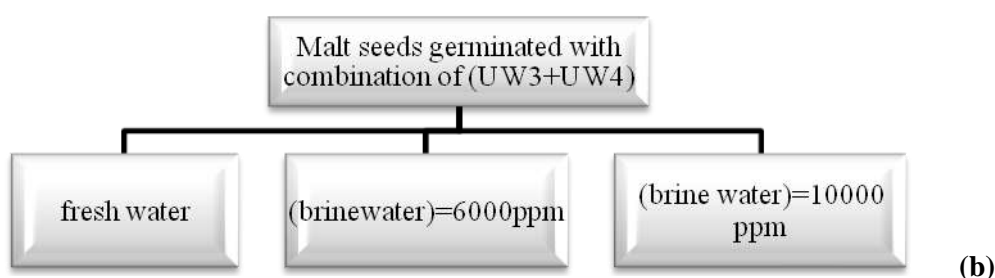 Malt seeds germinated with
combination of (UW3+UW4)
fresh water
(brinewater)=6000ppm
(brine water)=10000
ppm
(b)